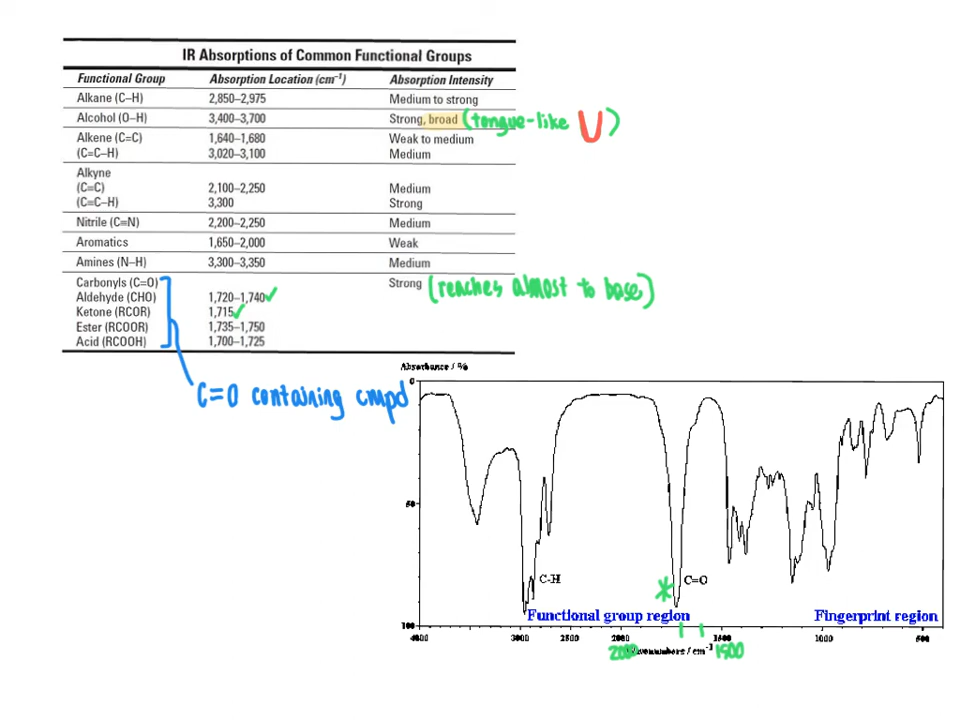 IR Absorptions of Common Functional Groups
Functional Group Absorption Location (cm⁻¹) Absorption Intensity
Alkane (C–H) 2,850–2,975 Medium to strong
Alcohol (O–H) 3,400–3,700 Strong, broad (tongue-like U)
Alkene (C=C) 1,640–1,680 Weak to medium
(C=C–H) 3,020–3,100 Medium
Alkyne
(C≡C) 2,100–2,250 Medium
(C≡C–H) 3,300 Strong
Nitrile (C≡N) 2,200–2,250 Medium
Aromatics 1,650–2,000 Weak
Amines (N–H) 3,300–3,350 Medium
Carbonyls (C=O) Strong (reaches almost to base)
Aldehyde (CHO) 1,720–1,740 ✓
Ketone (RCOR) 1,715 ✓
Ester (RCOOR) 1,735–1,750
Acid (RCOOH) 1,700–1,725
C=O containing cmpd
Absorbance / %
0
50
C-H
* C=O
Functional group region Fingerprint region
100
4000 3000 2500 2000 1500 1000 500
2000 Wavenumbers / cm⁻¹ 1500